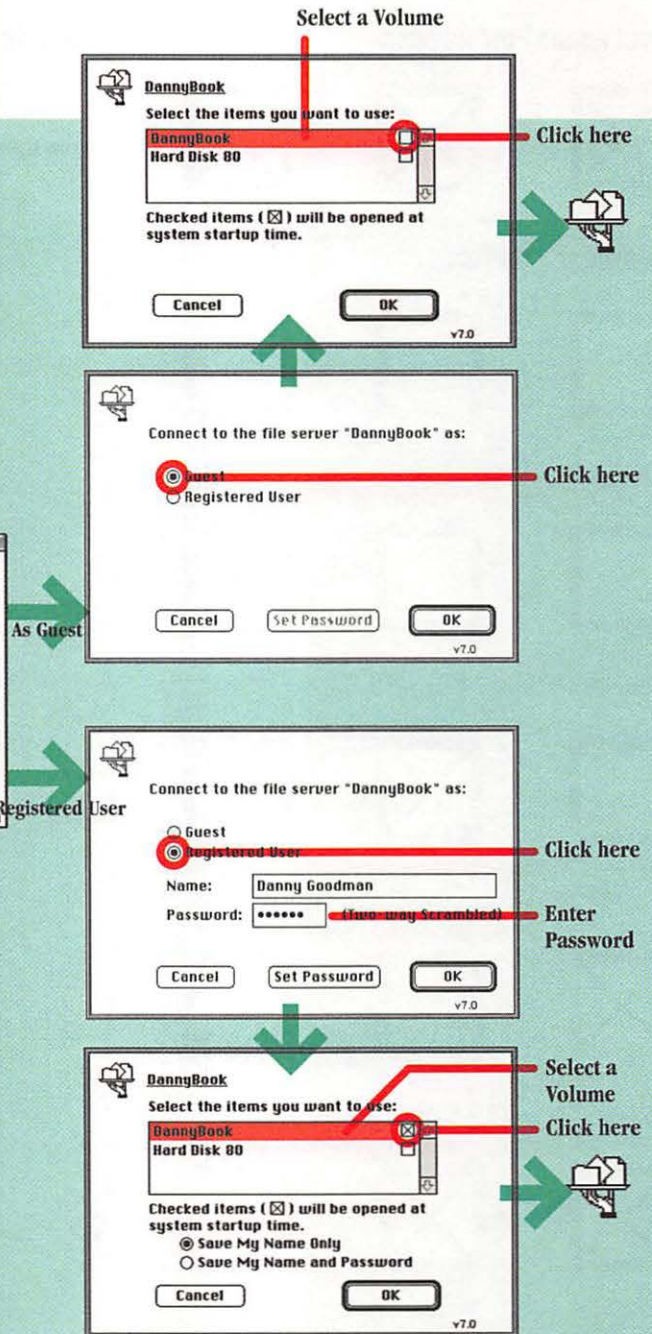 Select a Volume
DannyBook
Select the items you want to use:
DannyBook
Click here
Hard Disk 80
Checked items ( ☒ ) will be opened at
system startup time.
Cancel
OK
v7.0
Connect to the file server "DannyBook" as:
Guest
Click here
Registered User
As Guest
Cancel
Set Password
OK
v7.0
Registered User
Connect to the file server "DannyBook" as:
Guest
Registered User
Click here
Name:
Danny Goodman
Password:
••••••
(Two-way Scrambled)
Enter
Password
Cancel
Set Password
OK
v7.0
DannyBook
Select a
Volume
Select the items you want to use:
DannyBook
Click here
Hard Disk 80
Checked items ( ☒ ) will be opened at
system startup time.
Save My Name Only
Save My Name and Password
Cancel
OK
v7.0